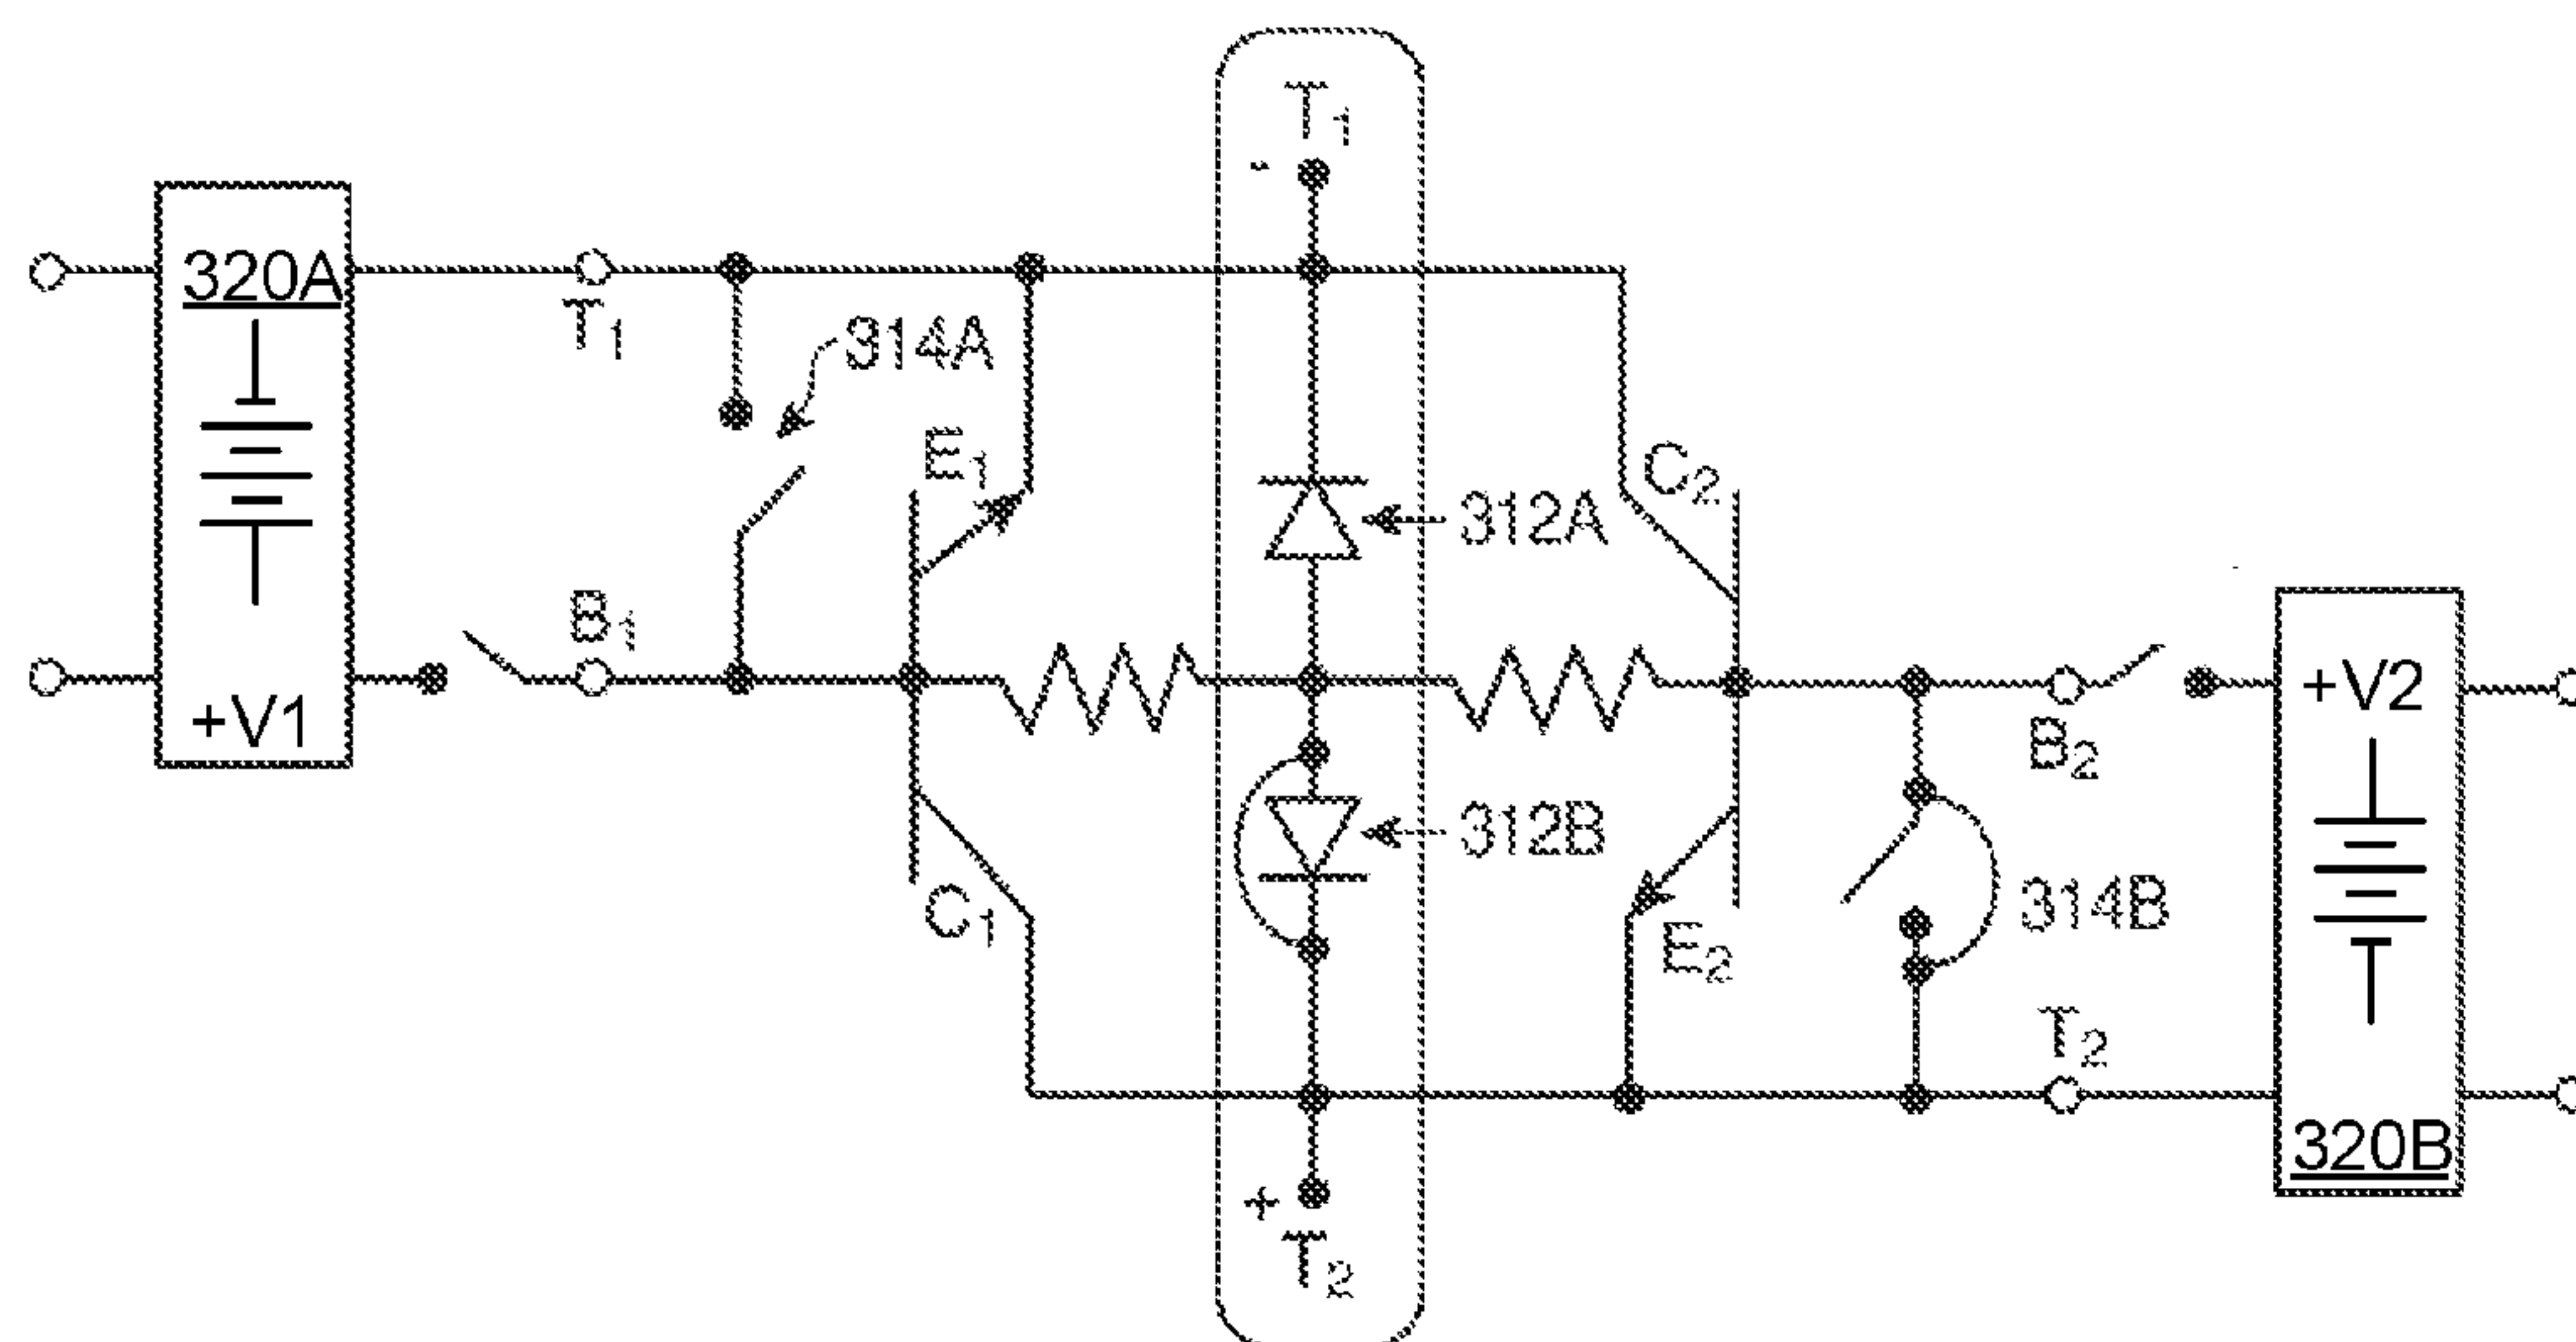 T₁
-
320A
T₁
314A
E₁
C₂
312A
B₁
+V1
+V2
B₂
312B
C₁
314B
E₂
T₂
320B
+
T₂